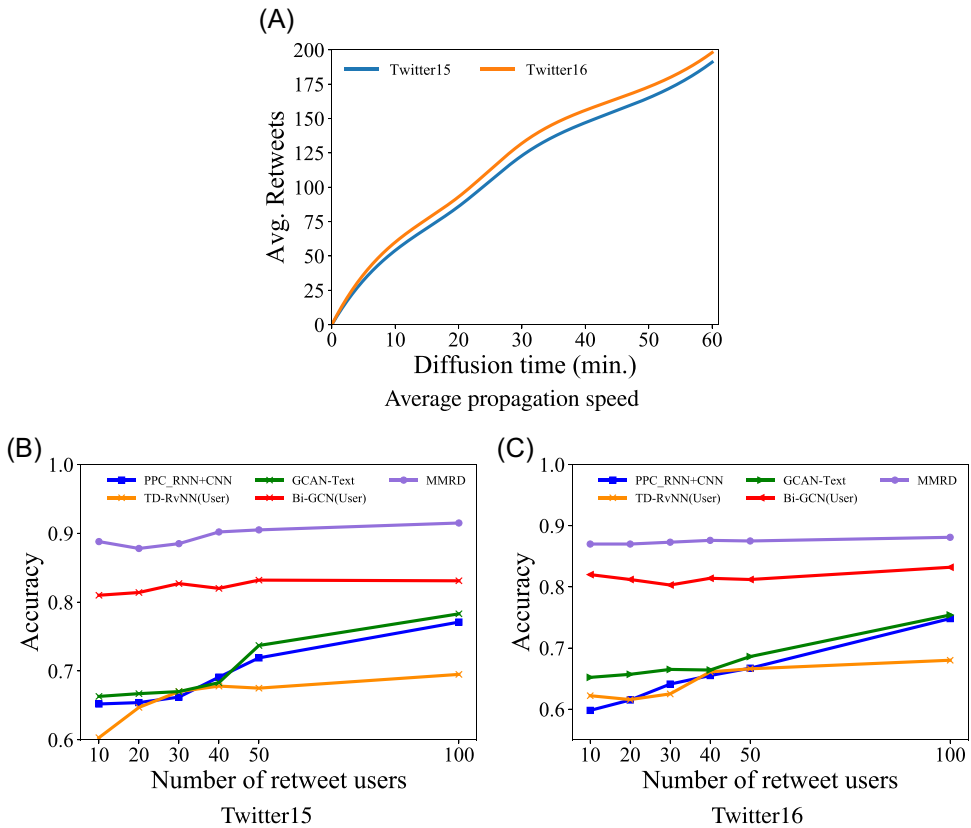 (A)
200
175
150
125
100
75
50
25
0
Avg. Retweets
Twitter15 Twitter16
0 10 20 30 40 50 60
Diffusion time (min.)
Average propagation speed
(B)
1.0
0.9
0.8
0.7
0.6
Accuracy
PPC_RNN+CNN GCAN-Text MMRD
TD-RvNN(User) Bi-GCN(User)
10 20 30 40 50 100
Number of retweet users
Twitter15
(C)
1.0
0.9
0.8
0.7
0.6
Accuracy
PPC_RNN+CNN GCAN-Text MMRD
TD-RvNN(User) Bi-GCN(User)
10 20 30 40 50 100
Number of retweet users
Twitter16